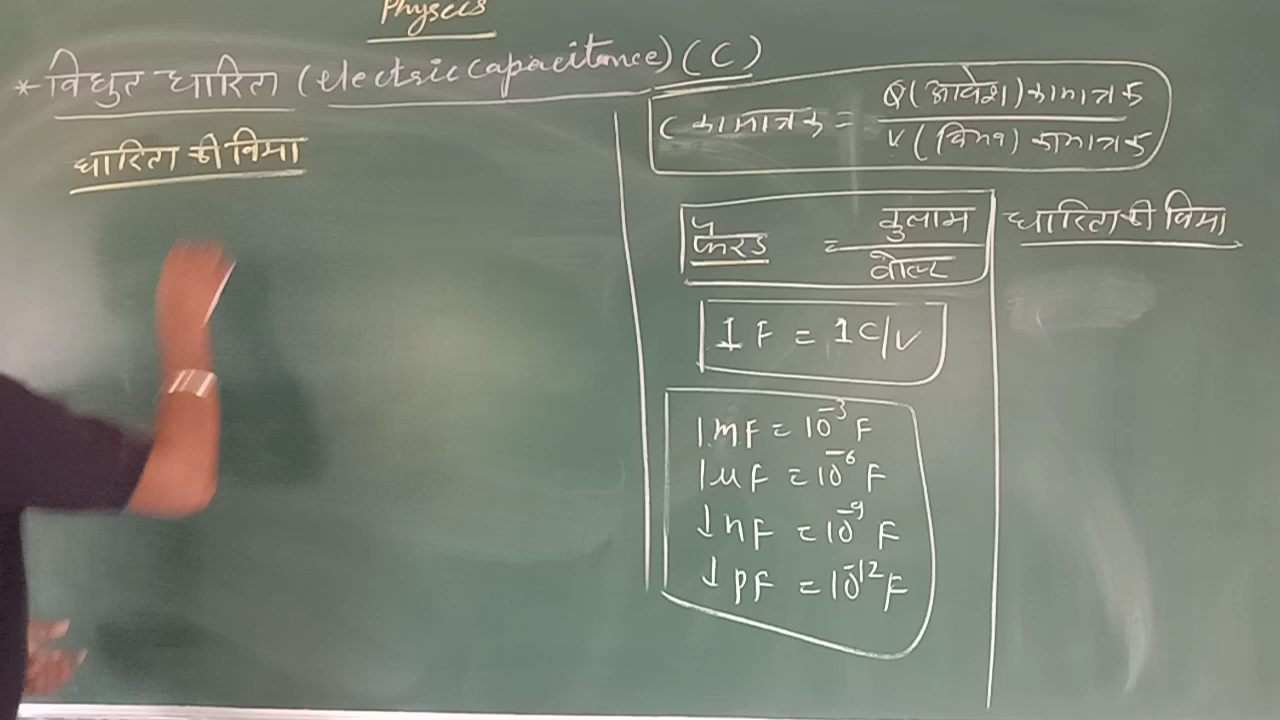 Physics
* विद्युत धारिता (electric capacitance) (C)
धारिता की विमा
C का मात्रक = Q (आवेश) का मात्रक
V (विभव) का मात्रक
फैरड = कुलाम
वोल्ट
1 F = 1 C/V
1 mF = 10⁻³ F
1 μF = 10⁻⁶ F
1 nF = 10⁻⁹ F
1 pF = 10⁻¹² F
धारिता की विमा